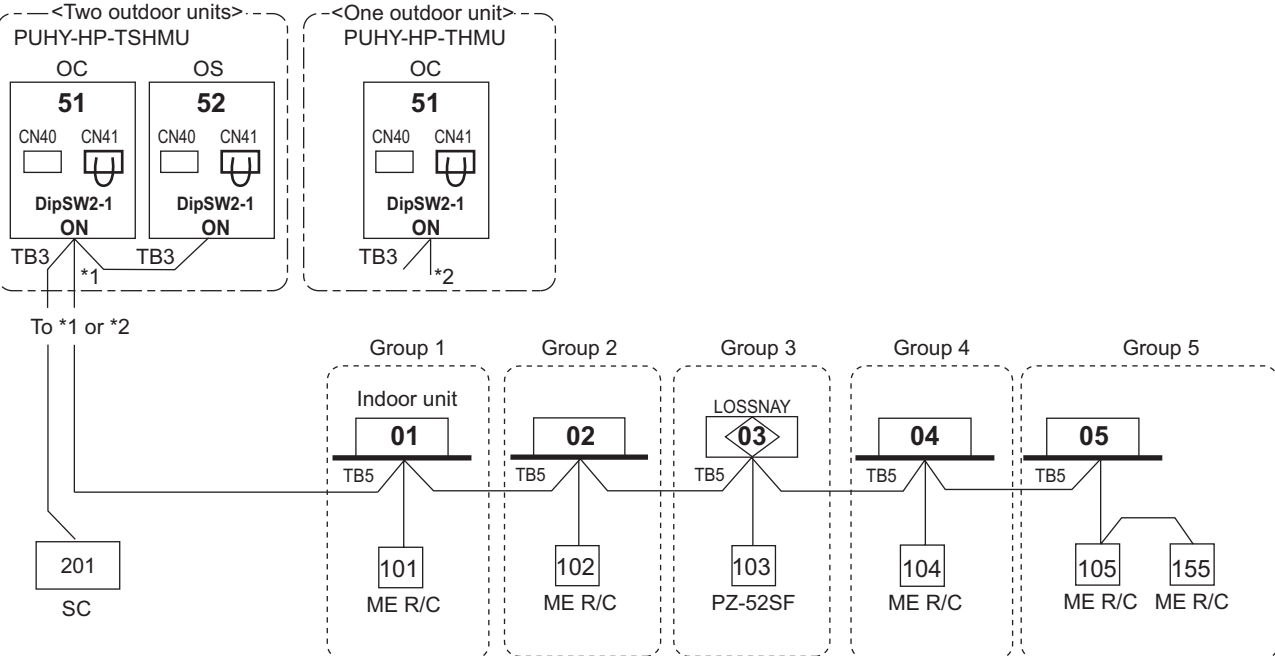 <Two outdoor units>
PUHY-HP-TSHMU
OC
OS
51
52
CN40
CN41
CN40
CN41
DipSW2-1
ON
DipSW2-1
ON
TB3
*1
TB3
<One outdoor unit>
PUHY-HP-THMU
OC
51
CN40
CN41
DipSW2-1
ON
TB3
*2
To *1 or *2
201
SC
Group 1
Indoor unit
01
TB5
101
ME R/C
Group 2
02
TB5
102
ME R/C
Group 3
LOSSNAY
03
TB5
103
PZ-52SF
Group 4
04
TB5
104
ME R/C
Group 5
05
TB5
105
155
ME R/C
ME R/C